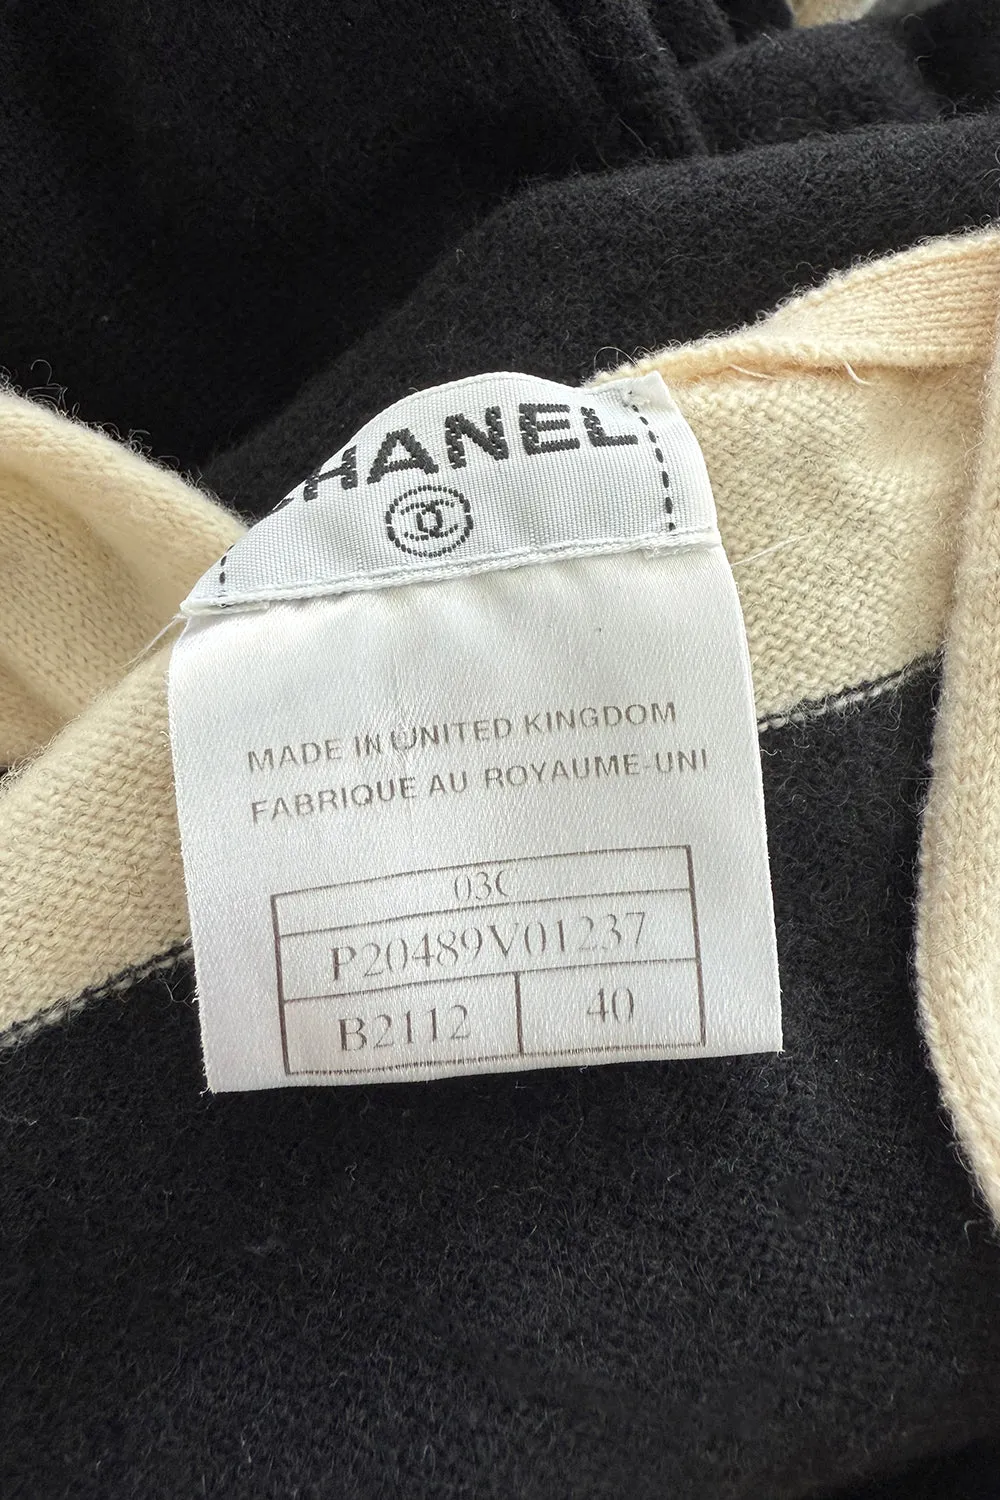 CHANEL
MADE IN UNITED KINGDOM
FABRIQUE AU ROYAUME-UNI
03C
P20489V01237
B2112 40